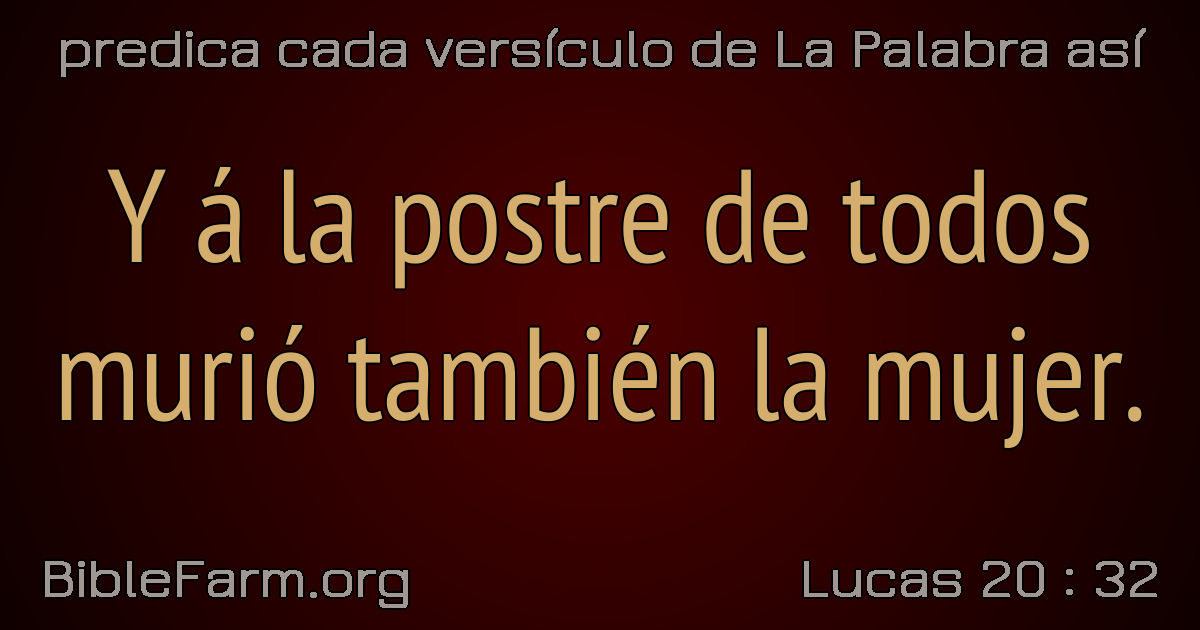 predica cada versículo de La Palabra así
Y á la postre de todos
murió también la mujer.
BibleFarm.org
Lucas 20 : 32